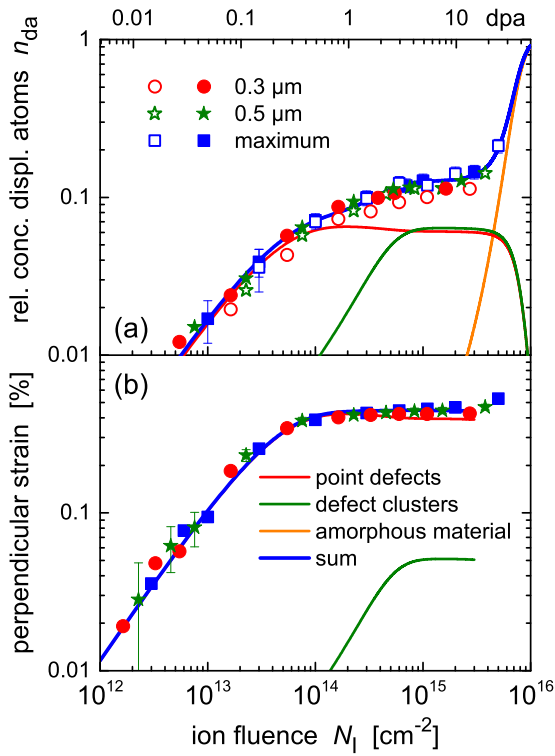 0.01 0.1 1 10 dpa
rel. conc. displ. atoms n_da
1
0.1
0.01
0.3 µm
0.5 µm
maximum
(a)
(b)
perpendicular strain [%]
0.1
0.01
point defects
defect clusters
amorphous material
sum
10^12 10^13 10^14 10^15 10^16
ion fluence N_I [cm^-2]